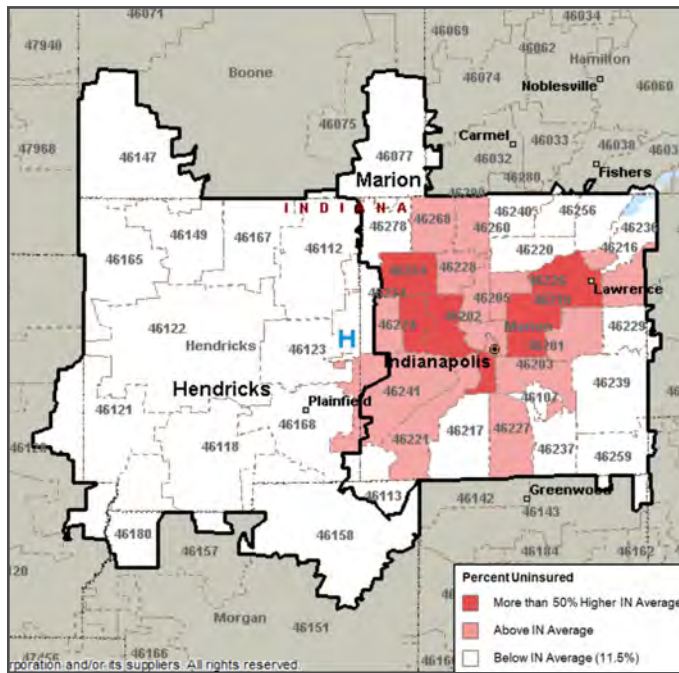 46071
46069
46034
47940
46062
Hamilton
Boone
46074
Noblesville
46060
46075
Carmel
46033
46038
47968
46147
46077
46032
46280
Fishers
Marion
INDIANA
46278
46268
46260
46240
46256
46236
46149
46167
46112
46220
46216
46165
46228
46205
Lawrence
46122
46202
Marion
46229
Hendricks
46123
H
46201
Indianapolis
46203
Hendricks
46241
46239
46121
Plainfield
46107
46168
46118
46221
46217
46227
46237
46259
46113
46142
Greenwood
46143
46180
46158
46157
46184
46162
Morgan
46151
46166
Percent Uninsured
More than 50% Higher IN Average
Above IN Average
Below IN Average (11.5%)
rporation and/or its suppliers. All rights reserved.